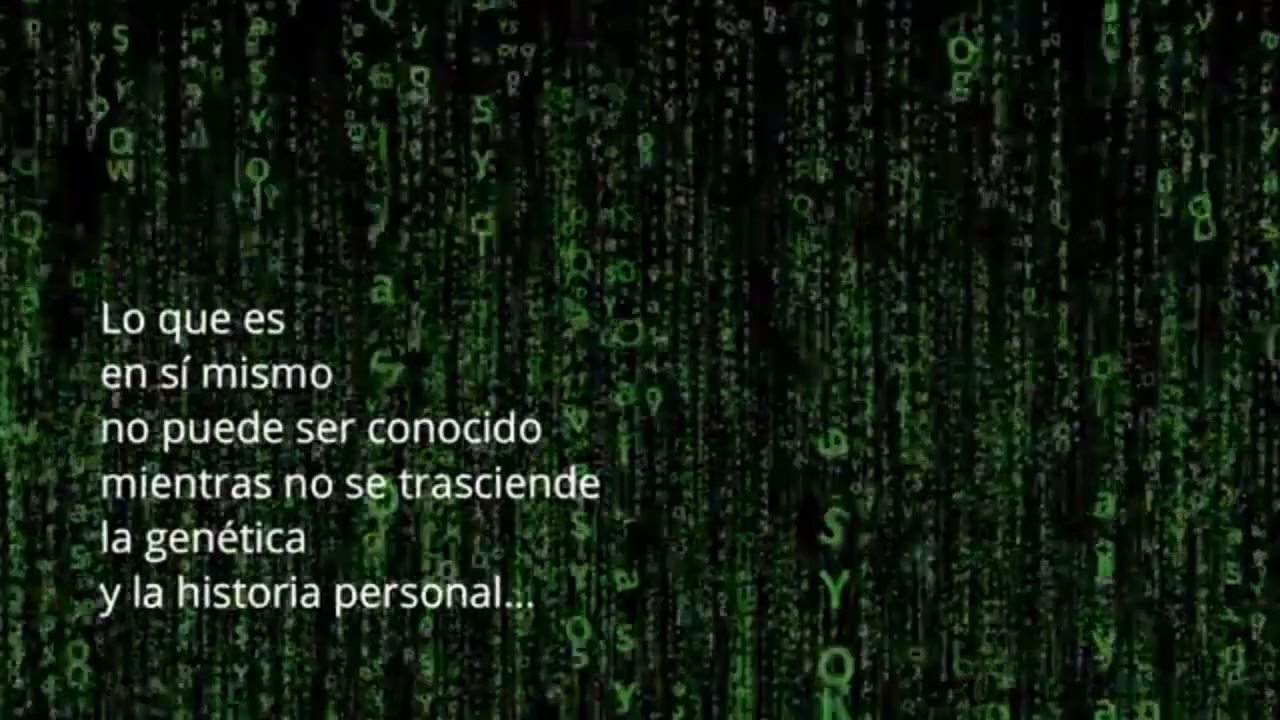 Lo que es
en sí mismo
no puede ser conocido
mientras no se trasciende
la genética
y la historia personal...